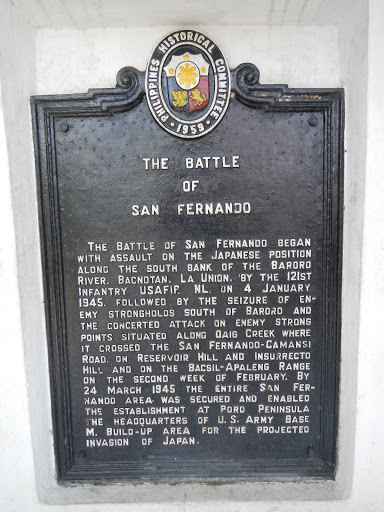 PHILIPPINES HISTORICAL COMMITTEE
• 1959 •
THE BATTLE
OF
SAN FERNANDO
THE BATTLE OF SAN FERNANDO BEGAN
WITH ASSAULT ON THE JAPANESE POSITION
ALONG THE SOUTH BANK OF THE BARORO
RIVER, BACNOTAN, LA UNION, BY THE 121ST
INFANTRY USAFIP, NL, ON 4 JANUARY
1945, FOLLOWED BY THE SEIZURE OF EN-
EMY STRONGHOLDS SOUTH OF BARORO AND
THE CONCERTED ATTACK ON ENEMY STRONG
POINTS SITUATED ALONG QAIG CREEK WHERE
IT CROSSED THE SAN FERNANDO-CAMANSI
ROAD, ON RESERVOIR HILL AND INSURRECTO
HILL AND ON THE BACSIL-APALENG RANGE
ON THE SECOND WEEK OF FEBRUARY. BY
24 MARCH 1945 THE ENTIRE SAN FER-
NANDO AREA WAS SECURED AND ENABLED
THE ESTABLISHMENT AT PORO PENINSULA
THE HEADQUARTERS OF U.S. ARMY BASE
M, BUILD-UP AREA FOR THE PROJECTED
INVASION OF JAPAN.